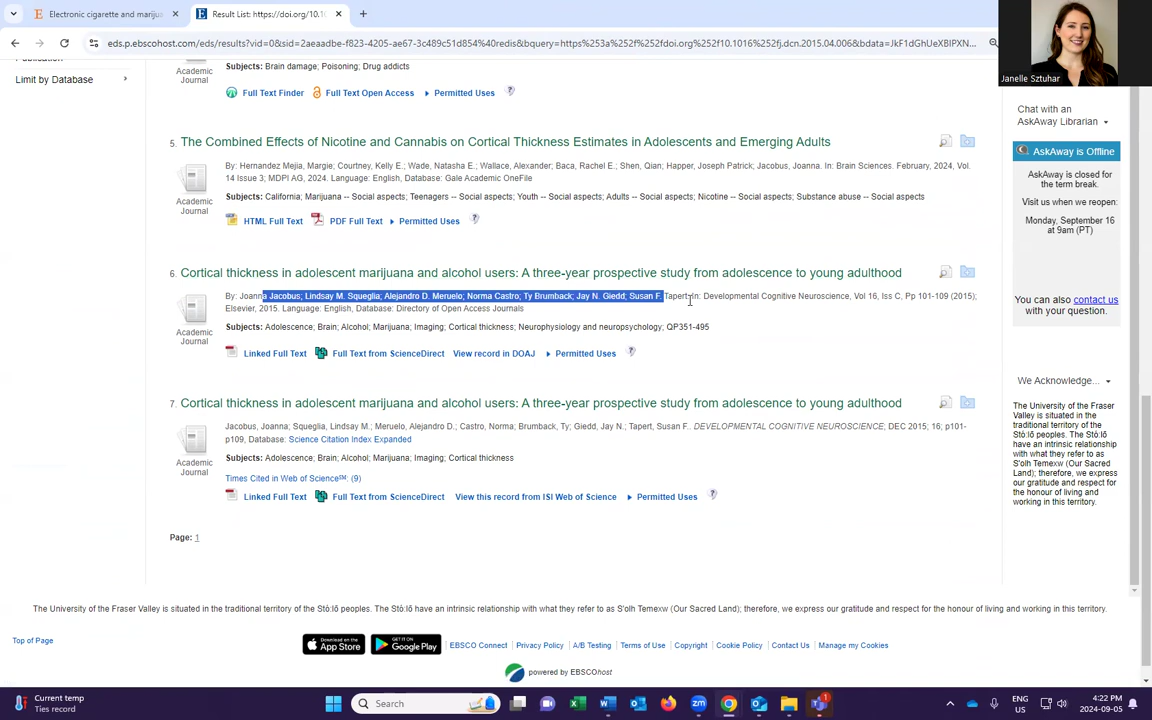 Electronic cigarette and mariju
Result List: https://doi.org/10.1
eds.p.ebscohost.com/eds/results?vid=0&sid=2aeaadbe-f823-4205-ae67-3c489c51d854%40redis&bquery=https%253a%252f%252fdoi.org%252f10.1016%252fj.dcn.2015.04.006&bdata=JkF1dGhUeXBlPXN...
Janelle Sztuhar
Limit by Database
Academic
Journal
Subjects: Brain damage; Poisoning; Drug addicts
Full Text Finder
Full Text Open Access
Permitted Uses
5. The Combined Effects of Nicotine and Cannabis on Cortical Thickness Estimates in Adolescents and Emerging Adults
By: Hernandez Mejia, Margie; Courtney, Kelly E.; Wade, Natasha E.; Wallace, Alexander; Baca, Rachel E.; Shen, Qian; Happer, Joseph Patrick; Jacobus, Joanna. In: Brain Sciences. February, 2024, Vol.
14 Issue 3; MDPI AG, 2024. Language: English, Database: Gale Academic OneFile
Academic
Journal
Subjects: California; Marijuana -- Social aspects; Teenagers -- Social aspects; Youth -- Social aspects; Adults -- Social aspects; Nicotine -- Social aspects; Substance abuse -- Social aspects
HTML Full Text
PDF Full Text
Permitted Uses
6. Cortical thickness in adolescent marijuana and alcohol users: A three-year prospective study from adolescence to young adulthood
By: Joanna Jacobus; Lindsay M. Squeglia; Alejandro D. Meruelo; Norma Castro; Ty Brumback; Jay N. Giedd; Susan F. Tapert In: Developmental Cognitive Neuroscience, Vol 16, Iss C, Pp 101-109 (2015);
Elsevier, 2015. Language: English, Database: Directory of Open Access Journals
Academic
Journal
Subjects: Adolescence; Brain; Alcohol; Marijuana; Imaging; Cortical thickness; Neurophysiology and neuropsychology; QP351-495
Linked Full Text
Full Text from ScienceDirect
View record in DOAJ
Permitted Uses
7. Cortical thickness in adolescent marijuana and alcohol users: A three-year prospective study from adolescence to young adulthood
Jacobus, Joanna; Squeglia, Lindsay M.; Meruelo, Alejandro D.; Castro, Norma; Brumback, Ty; Giedd, Jay N.; Tapert, Susan F.. DEVELOPMENTAL COGNITIVE NEUROSCIENCE; DEC 2015; 16; p101-
p109, Database: Science Citation Index Expanded
Academic
Journal
Subjects: Adolescence; Brain; Alcohol; Marijuana; Imaging; Cortical thickness
Times Cited in Web of Science℠: (9)
Linked Full Text
Full Text from ScienceDirect
View this record from ISI Web of Science
Permitted Uses
Page: 1
Chat with an
AskAway Librarian
AskAway is Offline
AskAway is closed for
the term break.
Visit us when we reopen:
Monday, September 16
at 9am (PT)
You can also contact us
with your question.
We Acknowledge...
The University of the Fraser
Valley is situated in the
traditional territory of the
Stó:lō peoples. The Stó:lō
have an intrinsic relationship
with what they refer to as
S'olh Temexw (Our Sacred
Land); therefore, we express
our gratitude and respect for
the honour of living and
working in this territory.
The University of the Fraser Valley is situated in the traditional territory of the Stó:lō peoples. The Stó:lō have an intrinsic relationship with what they refer to as S'olh Temexw (Our Sacred Land); therefore, we express our gratitude and respect for the honour of living and working in this territory.
Top of Page
Download on the
App Store
GET IT ON
Google Play
EBSCO Connect
Privacy Policy
A/B Testing
Terms of Use
Copyright
Cookie Policy
Contact Us
Manage my Cookies
powered by EBSCOhost
Current temp
Ties record
Search
ENG
US
4:22 PM
2024-09-05